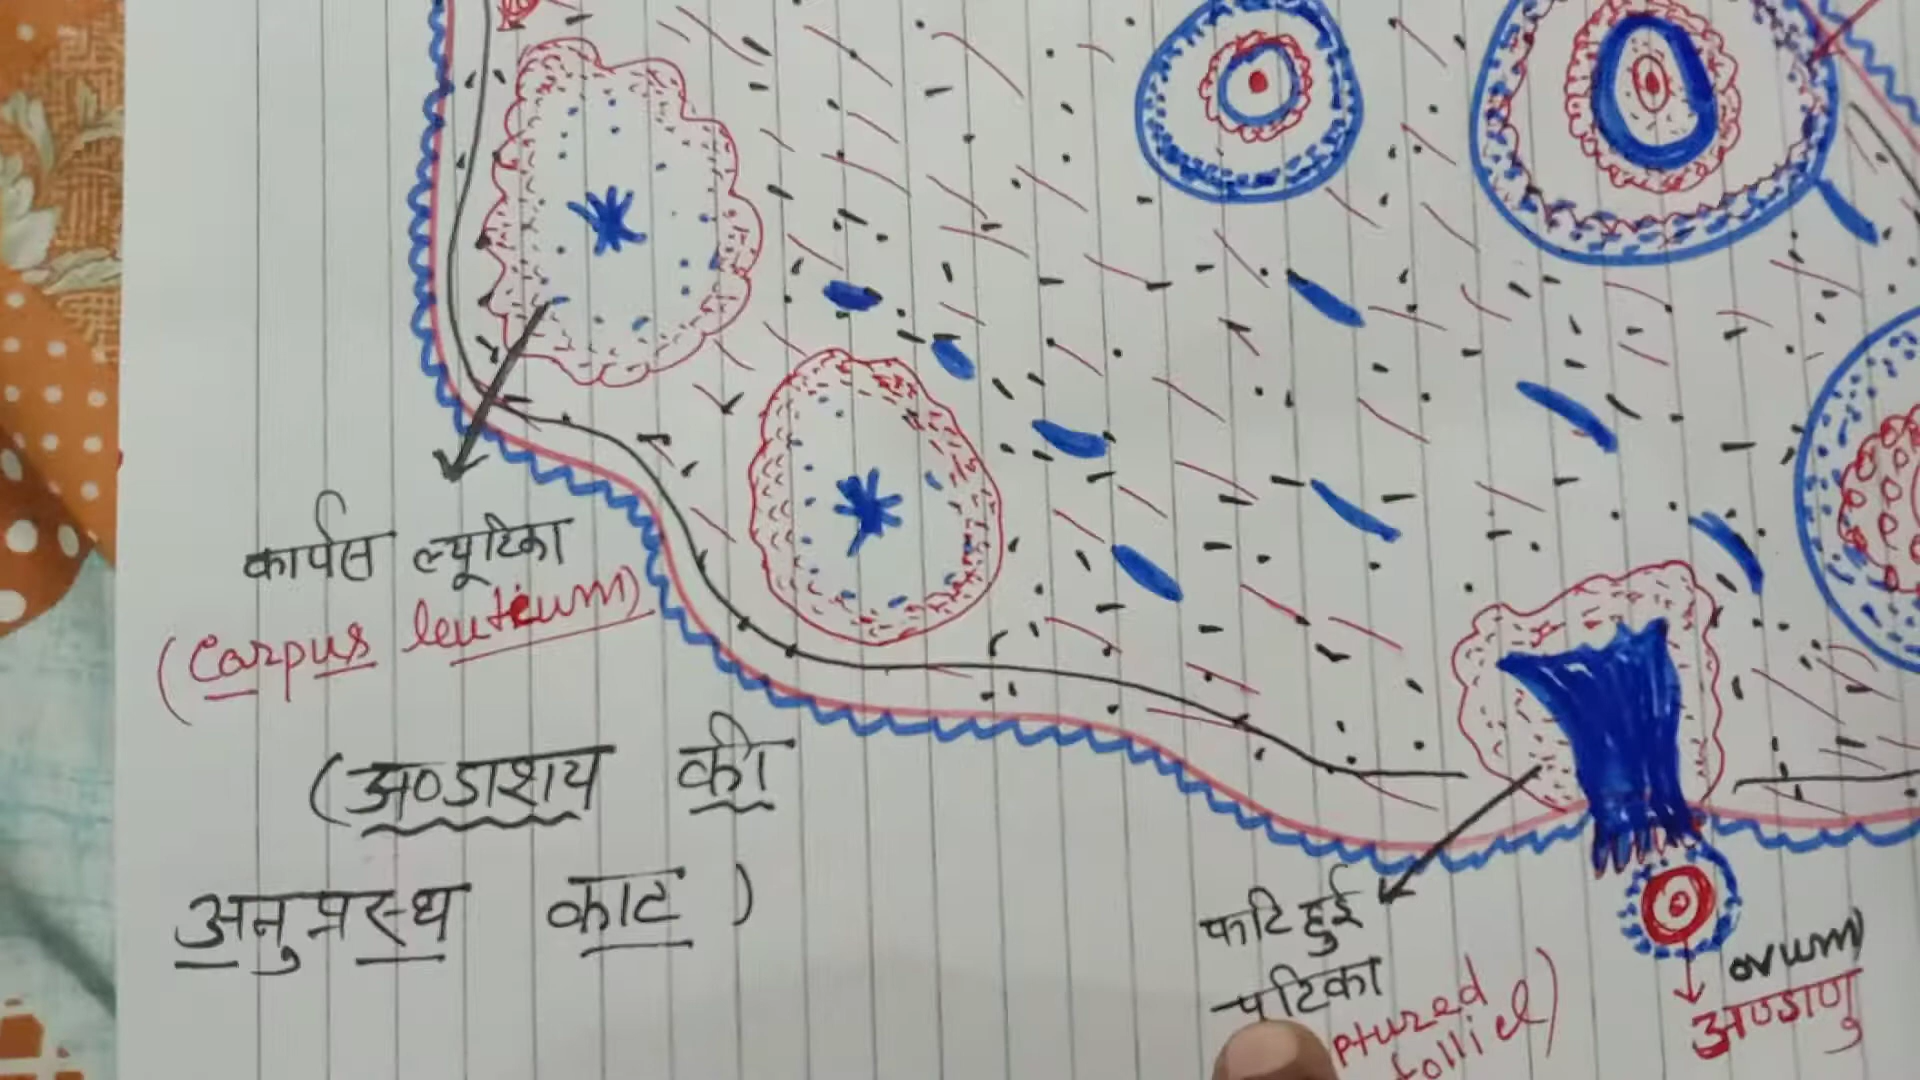 कार्पस ल्यूटिका
(Carpus leuteum)
(अण्डाशय की
अनुप्रस्थ काट)
फटि हुई
पटिका
ptured
follicl)
ovum
अण्डाणु